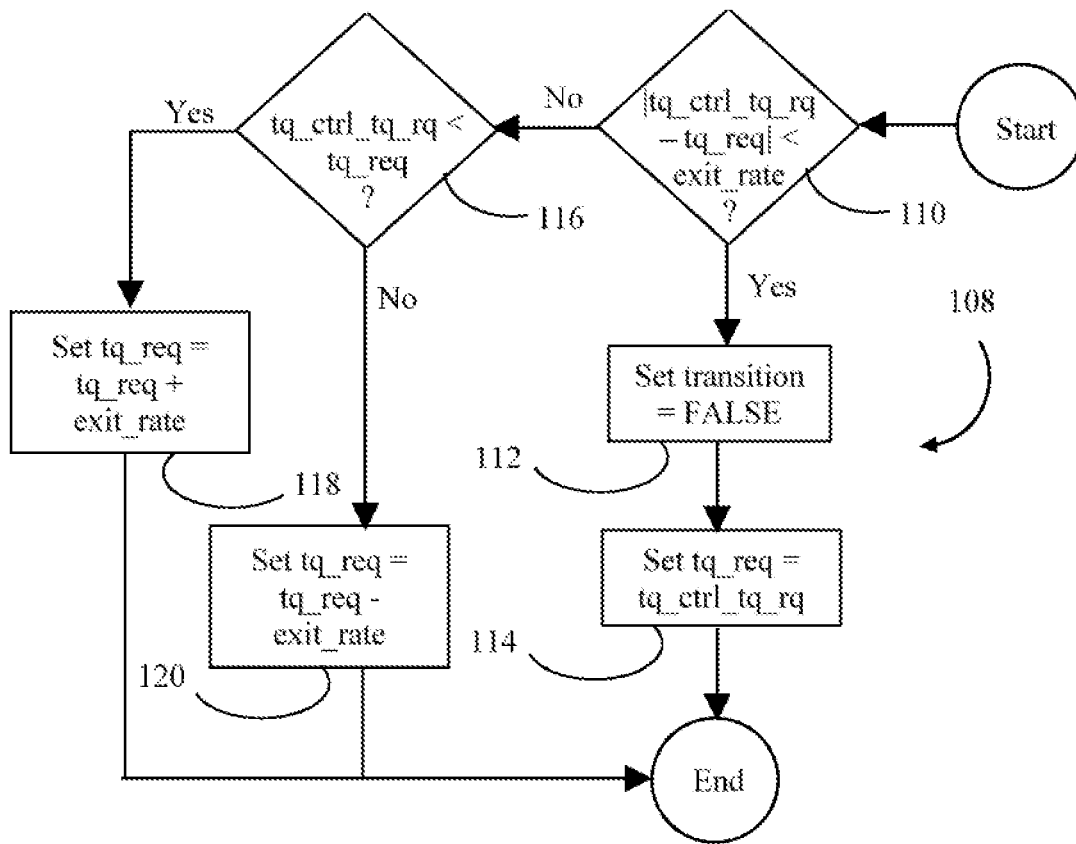 Start
|tq_ctrl_tq_rq
– tq_req| <
exit_rate
?
110
No
Yes
tq_ctrl_tq_rq <
tq_req
?
116
Yes
No
108
Set tq_req =
tq_req +
exit_rate
118
Set transition
= FALSE
112
Set tq_req =
tq_req -
exit_rate
120
Set tq_req =
tq_ctrl_tq_rq
114
End